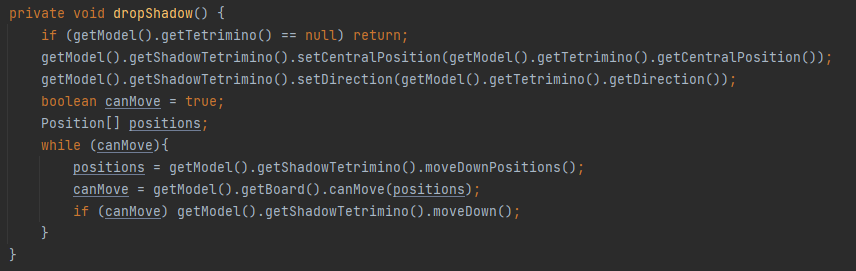 private void dropShadow() {
    if (getModel().getTetrimino() == null) return;
    getModel().getShadowTetrimino().setCentralPosition(getModel().getTetrimino().getCentralPosition());
    getModel().getShadowTetrimino().setDirection(getModel().getTetrimino().getDirection());
    boolean canMove = true;
    Position[] positions;
    while (canMove){
        positions = getModel().getShadowTetrimino().moveDownPositions();
        canMove = getModel().getBoard().canMove(positions);
        if (canMove) getModel().getShadowTetrimino().moveDown();
    }
}